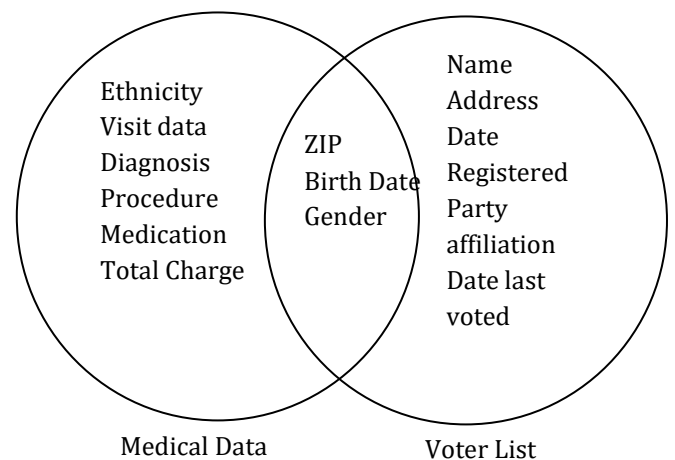 Ethnicity
Visit data
Diagnosis
Procedure
Medication
Total Charge
ZIP
Birth Date
Gender
Name
Address
Date
Registered
Party
affiliation
Date last
voted
Medical Data
Voter List